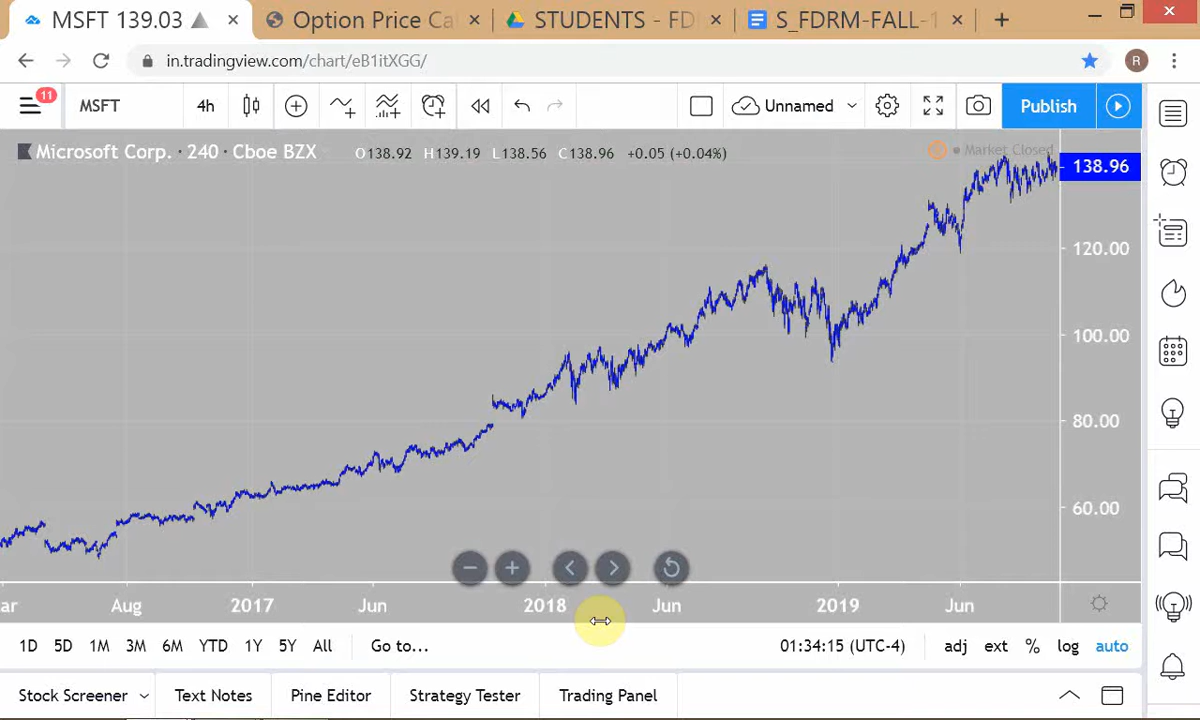 MSFT 139.03
Option Price Ca
STUDENTS - FD
S_FDRM-FALL-1
in.tradingview.com/chart/eB1itXGG/
R
11
MSFT
4h
Unnamed
Publish
Microsoft Corp. · 240 · Cboe BZX O138.92 H139.19 L138.56 C138.96 +0.05 (+0.04%)
Market Closed
138.96
120.00
100.00
80.00
60.00
ar Aug 2017 Jun 2018 Jun 2019 Jun
1D 5D 1M 3M 6M YTD 1Y 5Y All Go to... 01:34:15 (UTC-4) adj ext % log auto
Stock Screener Text Notes Pine Editor Strategy Tester Trading Panel